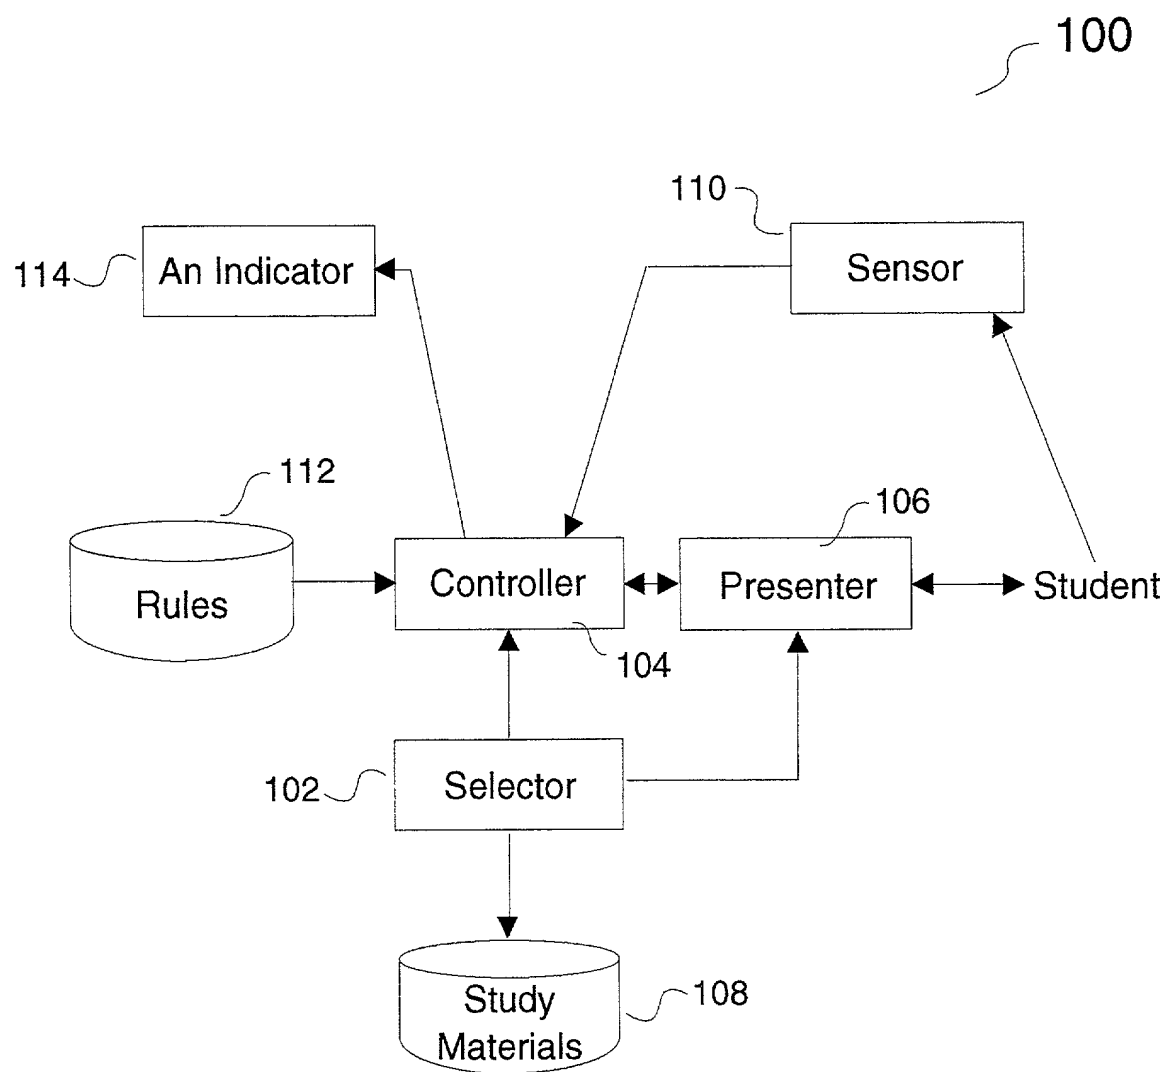 100
110
Sensor
An Indicator
114
112
106
Rules
Controller
Presenter
Student
104
102
Selector
Study
Materials
108